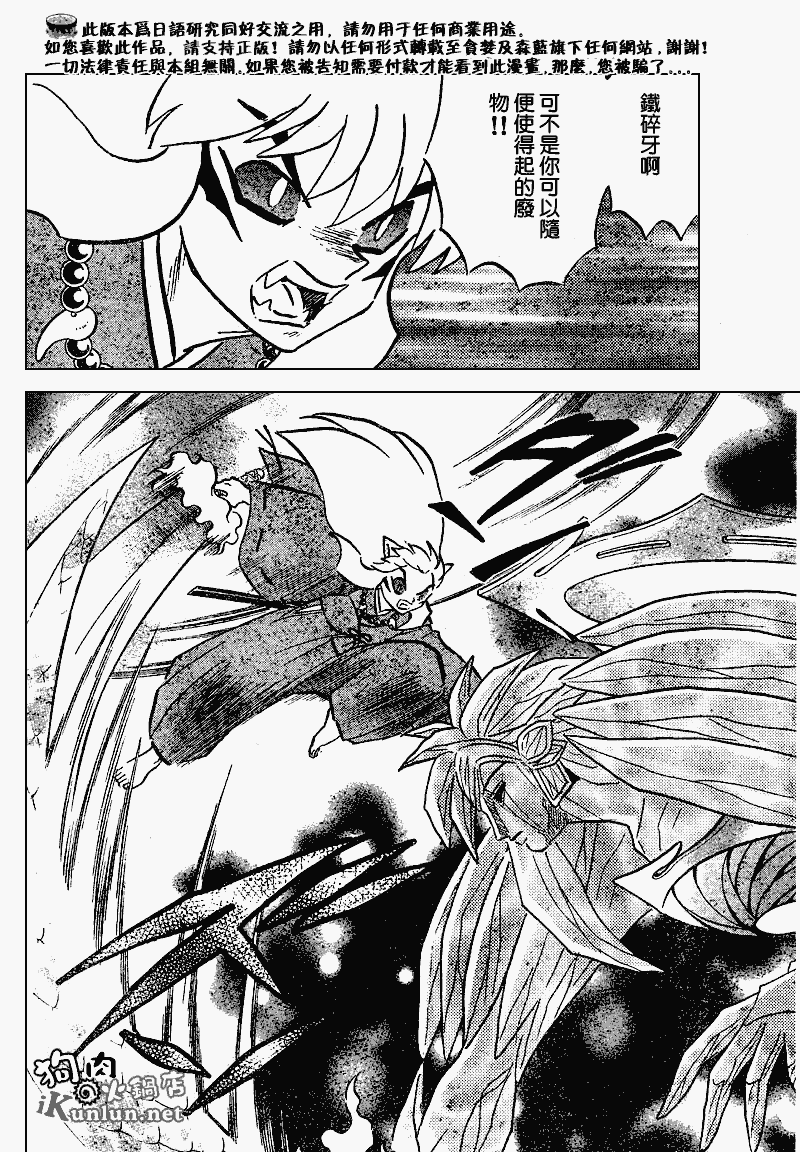 此版本爲日語研究同好交流之用，請勿用于任何商業用途。
如您喜歡此作品，請支持正版！請勿以任何形式轉載至食夢及森藍旗下任何網站，謝謝！
一切法律責任與本組無關.如果您被告知需要付款才能看到此漫畫,那麼,您被騙了....
鐵碎牙啊
可不是你可以隨
便使得起的廢
物!!
狗肉
火鍋店
iKunlun.net